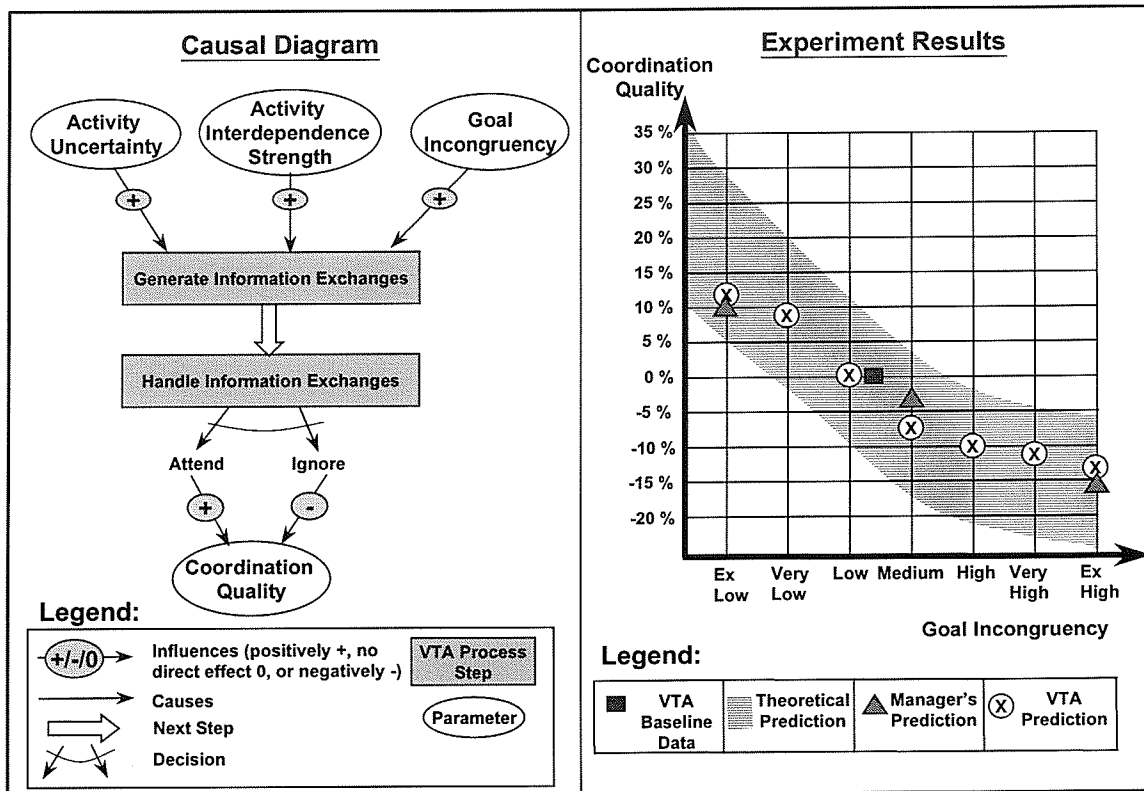 Causal Diagram
Activity
Uncertainty
Activity
Interdependence
Strength
Goal
Incongruency
+
+
+
Generate Information Exchanges
Handle Information Exchanges
Attend
Ignore
+
-
Coordination
Quality
Legend:
+/-/0
Influences (positively +, no
direct effect 0, or negatively -)
Causes
Next Step
Decision
VTA Process
Step
Parameter
Experiment Results
Coordination
Quality
35 %
30 %
25 %
20 %
15 %
10 %
5 %
0 %
-5 %
-10 %
-15 %
-20 %
X
X
X
X
X
X
X
Ex
Low
Very
Low
Low
Medium
High
Very
High
Ex
High
Goal Incongruency
Legend:
VTA
Baseline
Data
Theoretical
Prediction
Manager's
Prediction
X
VTA
Prediction